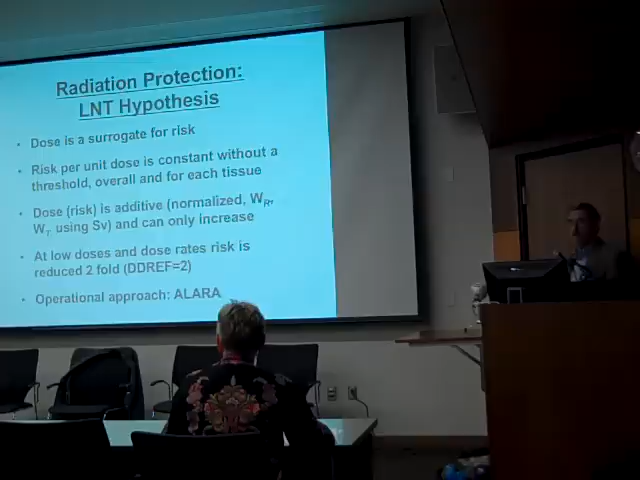 Radiation Protection:
LNT Hypothesis
• Dose is a surrogate for risk
• Risk per unit dose is constant without a
threshold, overall and for each tissue
• Dose (risk) is additive (normalized, WR,
WT using Sv) and can only increase
• At low doses and dose rates risk is
reduced 2 fold (DDREF=2)
• Operational approach: ALARA